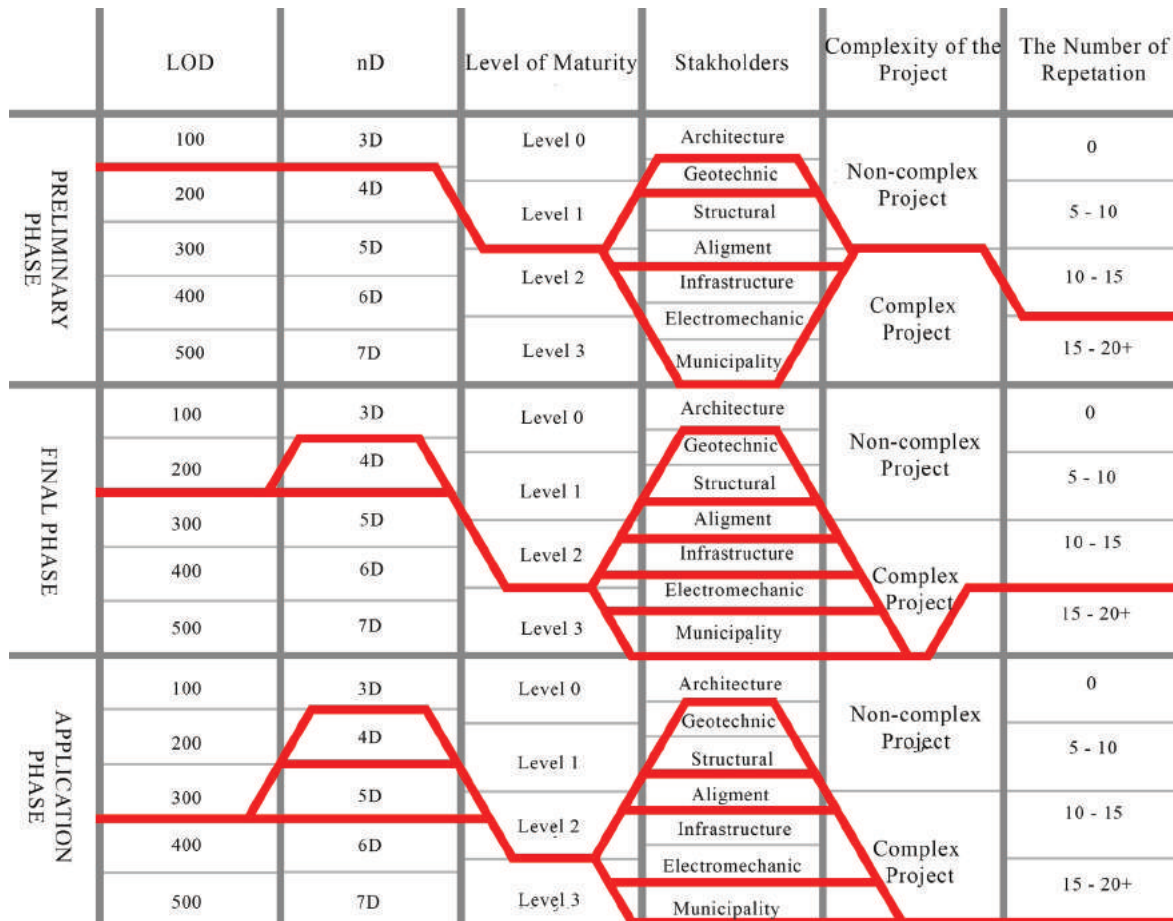 LOD
nD
Level of Maturity
Stakholders
Complexity of the
Project
The Number of
Repetation
PRELIMINARY
PHASE
100
200
300
400
500
3D
4D
5D
6D
7D
Level 0
Level 1
Level 2
Level 3
Architecture
Geotechnic
Structural
Aligment
Infrastructure
Electromechanic
Municipality
Non-complex
Project
Complex
Project
0
5 - 10
10 - 15
15 - 20+
FINAL PHASE
100
200
300
400
500
3D
4D
5D
6D
7D
Level 0
Level 1
Level 2
Level 3
Architecture
Geotechnic
Structural
Aligment
Infrastructure
Electromechanic
Municipality
Non-complex
Project
Complex
Project
0
5 - 10
10 - 15
15 - 20+
APPLICATION
PHASE
100
200
300
400
500
3D
4D
5D
6D
7D
Level 0
Level 1
Level 2
Level 3
Architecture
Geotechnic
Structural
Aligment
Infrastructure
Electromechanic
Municipality
Non-complex
Project
Complex
Project
0
5 - 10
10 - 15
15 - 20+